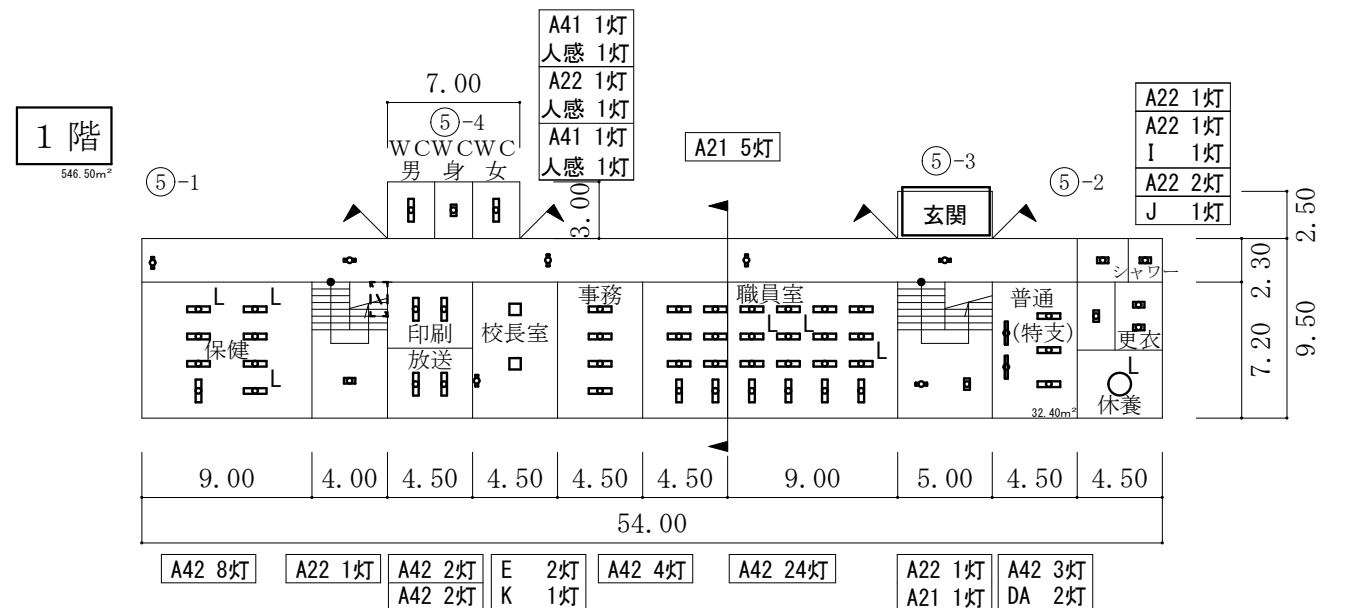 1 階
546.50m²
⑤-1
7.00
⑤-4
WCWCWC
男 身 女
A41 1灯
人感 1灯
A22 1灯
人感 1灯
A41 1灯
人感 1灯
3.00
A21 5灯
⑤-3
玄関
⑤-2
A22 1灯
A22 1灯
I 1灯
A22 2灯
J 1灯
2.50
2.30
7.20
9.50
シャワー
L L
保健
L
印刷
放送
校長室
事務
職員室
L L
L
普通
(特支)
32.40m²
更衣
L
休養
9.00 4.00 4.50 4.50 4.50 4.50 9.00 5.00 4.50 4.50
54.00
A42 8灯
A22 1灯
A42 2灯
A42 2灯
E 2灯
K 1灯
A42 4灯
A42 24灯
A22 1灯
A21 1灯
A42 3灯
DA 2灯